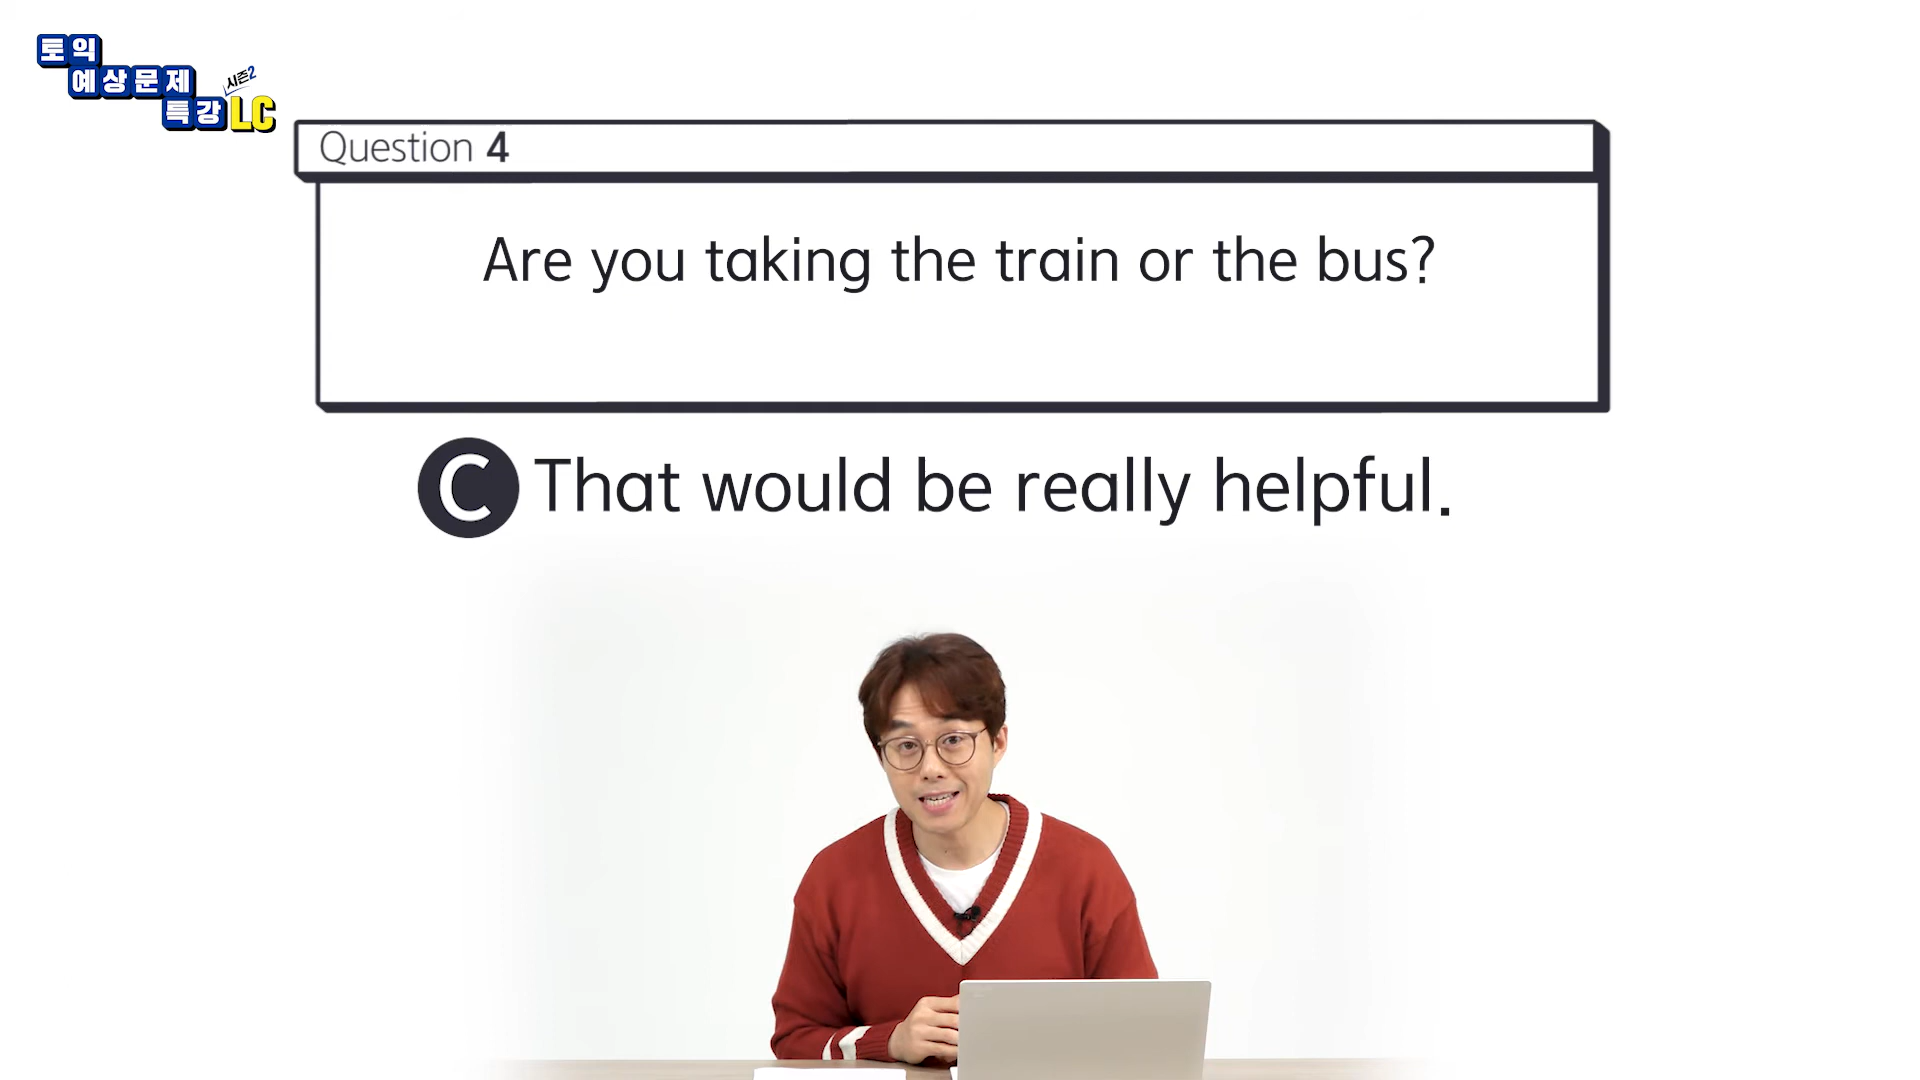 토익
예상문제
시즌2
특강 LC
Question 4
Are you taking the train or the bus?
C That would be really helpful.